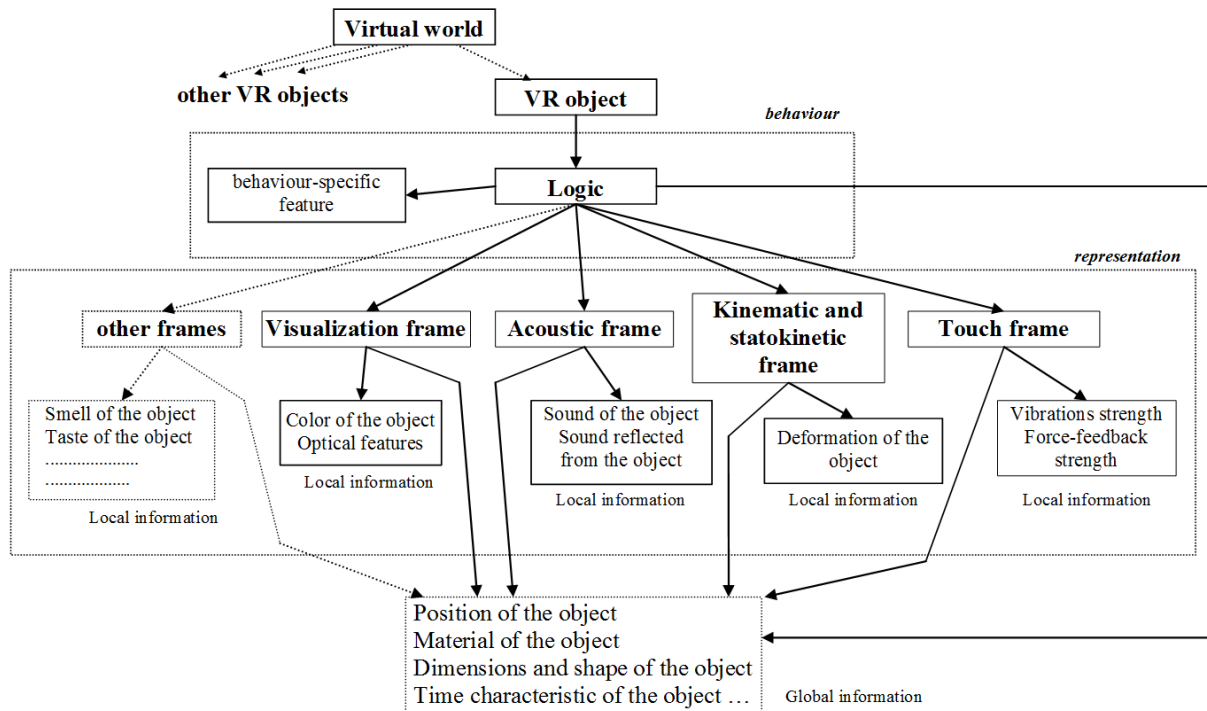 Virtual world
other VR objects
VR object
behaviour
behaviour-specific
feature
Logic
representation
other frames
Visualization frame
Acoustic frame
Kinematic and
statokinetic
frame
Touch frame
Smell of the object
Taste of the object
.....................
...................
Local information
Color of the object
Optical features
Local information
Sound of the object
Sound reflected
from the object
Local information
Deformation of the
object
Local information
Vibrations strength
Force-feedback
strength
Local information
Position of the object
Material of the object
Dimensions and shape of the object
Time characteristic of the object …
Global information